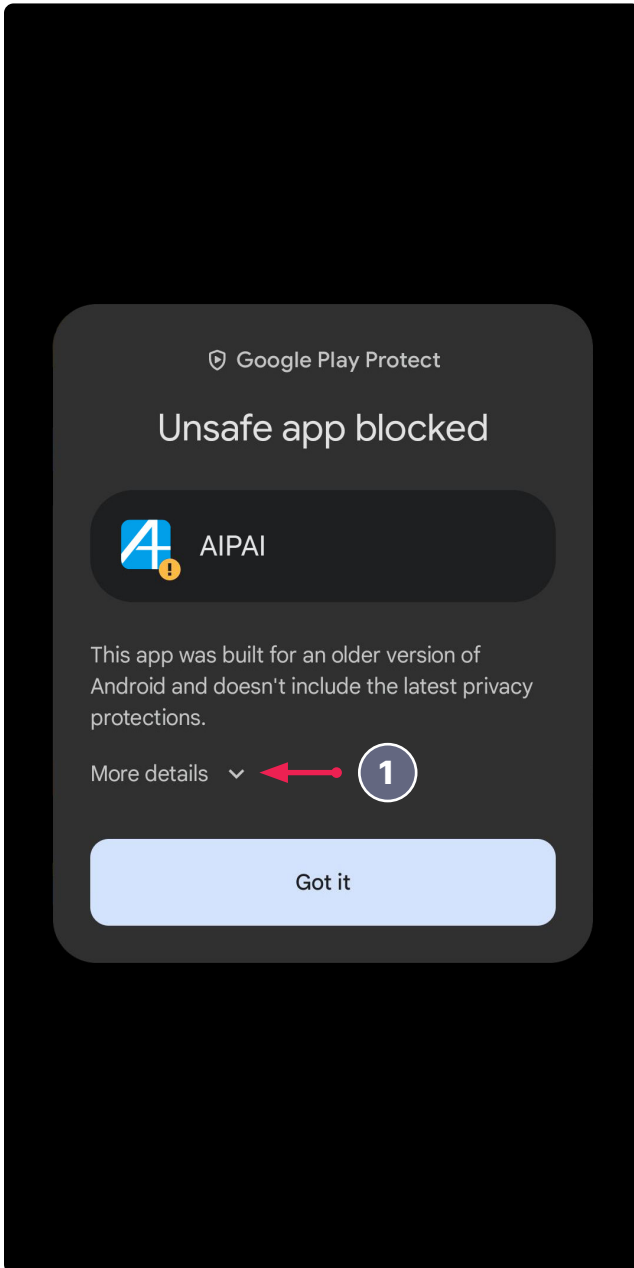 Google Play Protect
Unsafe app blocked
AIPAI
This app was built for an older version of
Android and doesn't include the latest privacy
protections.
More details
1
Got it